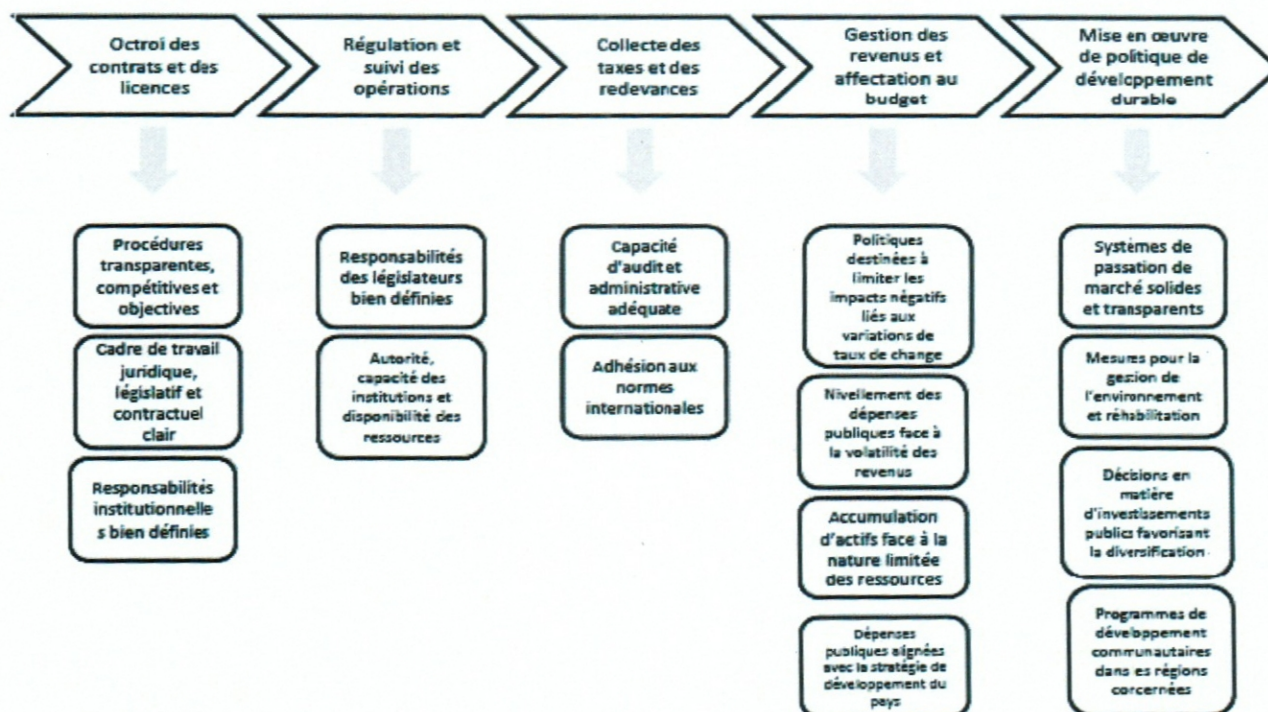 Octroi des
contrats et des
licences
Régulation et
suivi des
opérations
Collecte des
taxes et des
redevances
Gestion des
revenus et
affectation au
budget
Mise en œuvre
de politique de
développement
durable
Procédures
transparentes,
compétitives et
objectives
Cadre de travail
juridique,
législatif et
contractuel
clair
Responsabilités
institutionnelle
s bien définies
Responsabilités
des législateurs
bien définies
Autorité,
capacité des
institutions et
disponibilité des
ressources
Capacité
d'audit et
administrative
adéquate
Adhésion aux
normes
internationales
Politiques
destinées à
limiter les
impacts négatifs
liés aux
variations de
taux de change
Nivellement des
dépenses
publiques face à
la volatilité des
revenus
Accumulation
d'actifs face à la
nature limitée
des ressources
Dépenses
publiques alignées
avec la stratégie de
développement du
pays
Systèmes de
passation de
marché solides
et transparents
Mesures pour la
gestion de
l'environnement
et réhabilitation
Décisions en
matière
d'investissements
publics favorisant
la diversification
Programmes de
développement
communautaires
dans es régions
corcernées